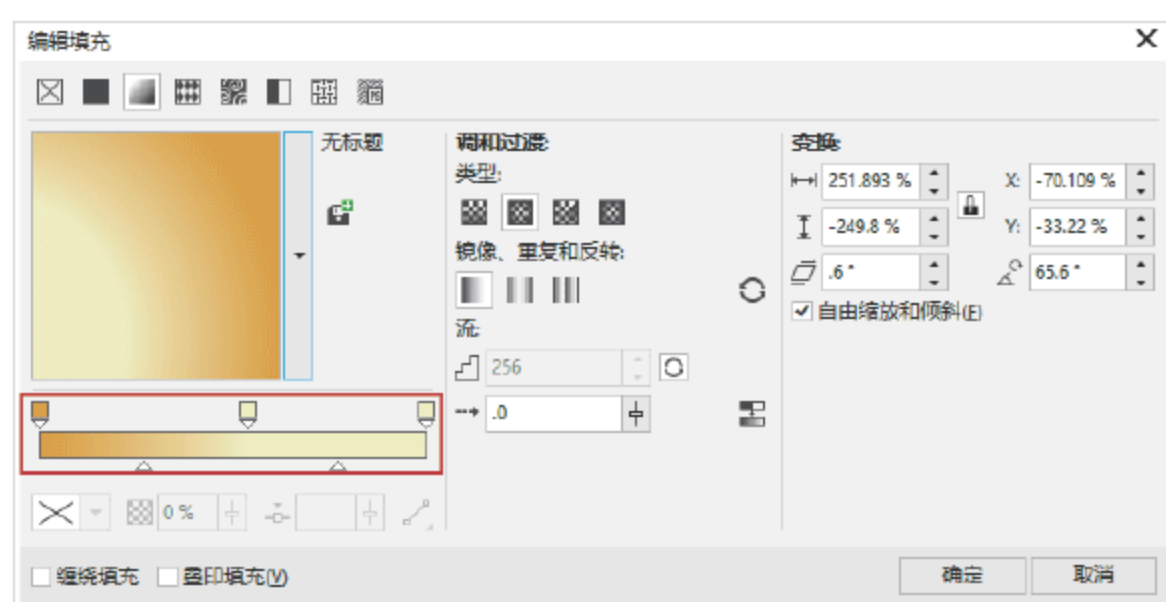 编辑填充
无标题
调和过渡:
类型:
镜像、重复和反转:
流:
256
.0
变换:
251.893 %
X: -70.109 %
-249.8 %
Y: -33.22 %
.6 °
65.6 °
自由缩放和倾斜(E)
0 %
缠绕填充
叠印填充(V)
确定
取消